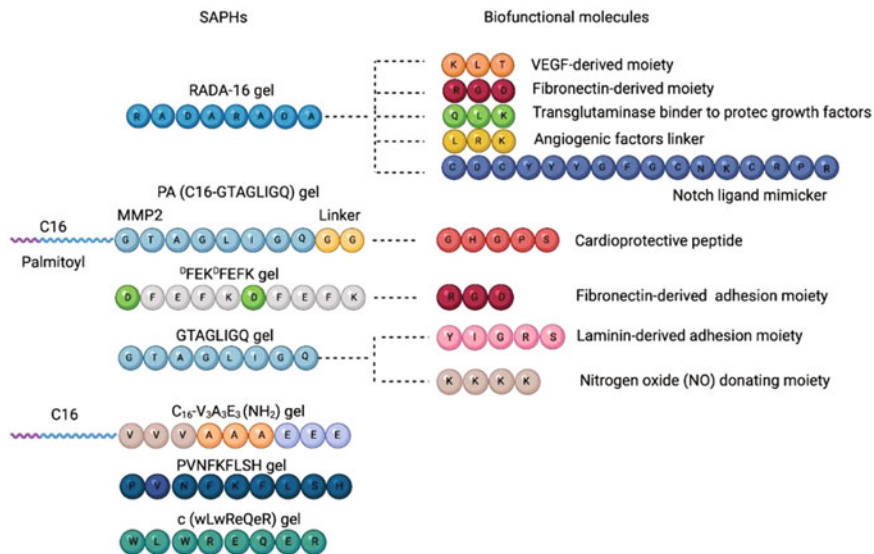 SAPHs
Biofunctional molecules
RADA-16 gel
R A D A R A D A
K L T
VEGF-derived moiety
R G D
Fibronectin-derived moiety
Q L K
Transglutaminase binder to protec growth factors
L R K
Angiogenic factors linker
C D C Y Y Y G F G C N K C R P R
Notch ligand mimicker
PA (C16-GTAGLIGQ) gel
C16
MMP2
Linker
Palmitoyl
G T A G L I G Q G G
G H G P S
Cardioprotective peptide
ᴰFEKᴰFEFK gel
D F E F K D F E F K
R G D
Fibronectin-derived adhesion moiety
GTAGLIGQ gel
G T A G L I G Q
Y I G R S
Laminin-derived adhesion moiety
K K K K
Nitrogen oxide (NO) donating moiety
C16
C₁₆-V₃A₃E₃(NH₂) gel
V V V A A A E E E
PVNFKFLSH gel
P V N F K F L S H
c (wLwReQeR) gel
W L W R E Q E R